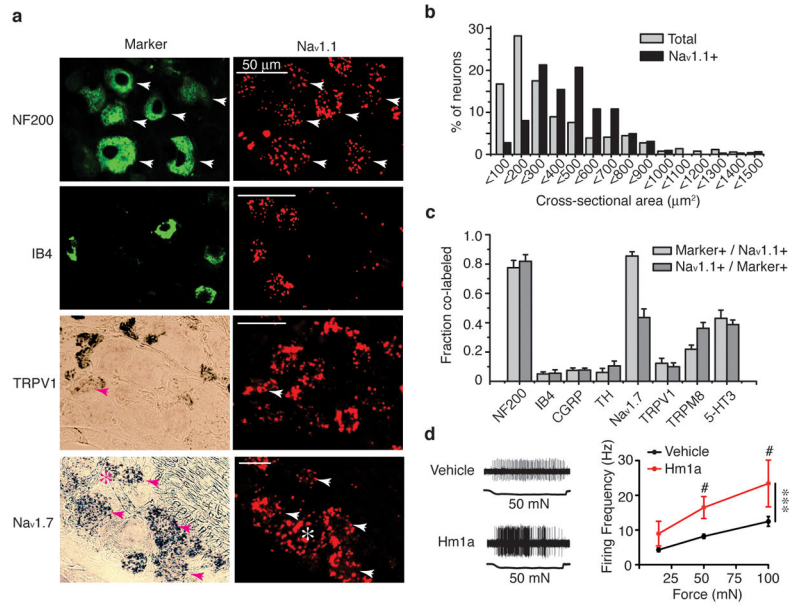 a
Marker
Nav1.1
50 μm
NF200
IB4
TRPV1
*
Nav1.7
*
b
30
20
10
0
% of neurons
Total
Nav1.1+
<100
<200
<300
<400
<500
<600
<700
<800
<900
<1000
<1100
<1200
<1300
<1400
<1500
Cross-sectional area (μm²)
c
1.0
0.8
0.6
0.4
0.2
0
Fraction co-labeled
Marker+ / Nav1.1+
Nav1.1+ / Marker+
NF200
IB4
CGRP
TH
Nav1.7
TRPV1
TRPM8
5-HT3
d
Vehicle
50 mN
Hm1a
50 mN
Vehicle
Hm1a
30
20
10
0
Firing Frequency (Hz)
#
#
***
25
50
75
100
Force (mN)